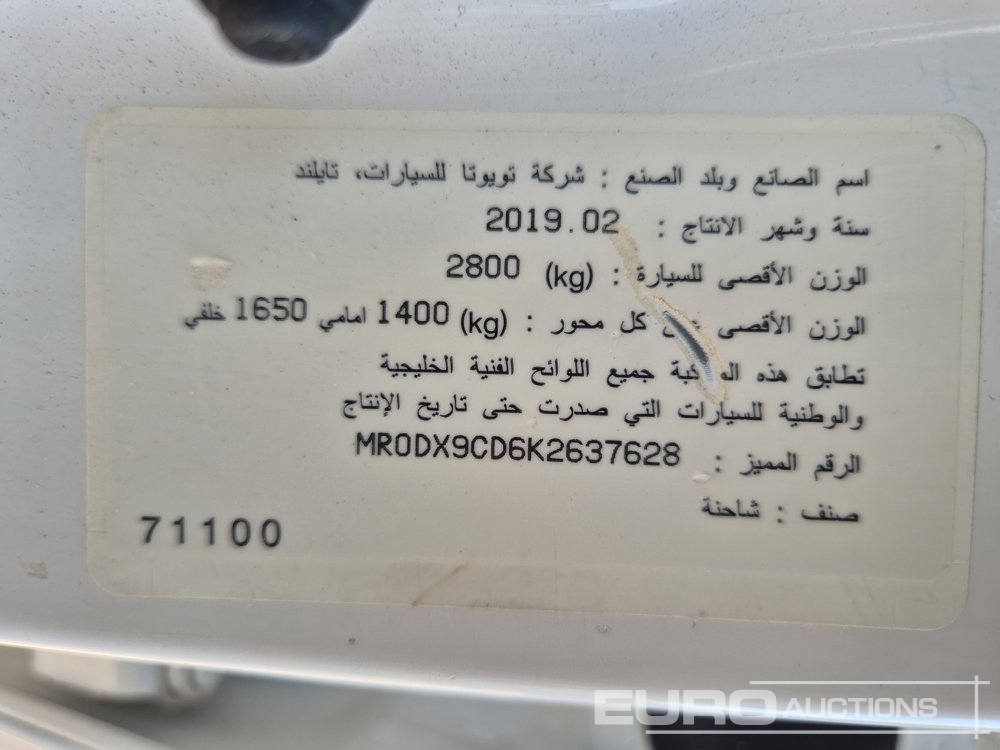 اسم الصانع وبلد الصنع : شركة تويوتا للسيارات، تايلند
سنة وشهر الانتاج : 2019.02
الوزن الأقصى للسيارة : (kg) 2800
الوزن الأقصى كل محور : (kg) 1400 امامي 1650 خلفي
تطابق هذه جميع اللوائح الفنية الخليجية
والوطنية للسيارات التي صدرت حتى تاريخ الإنتاج
الرقم المميز : MR0DX9CD6K2637628
صنف : شاحنة
71100
EURO AUCTIONS